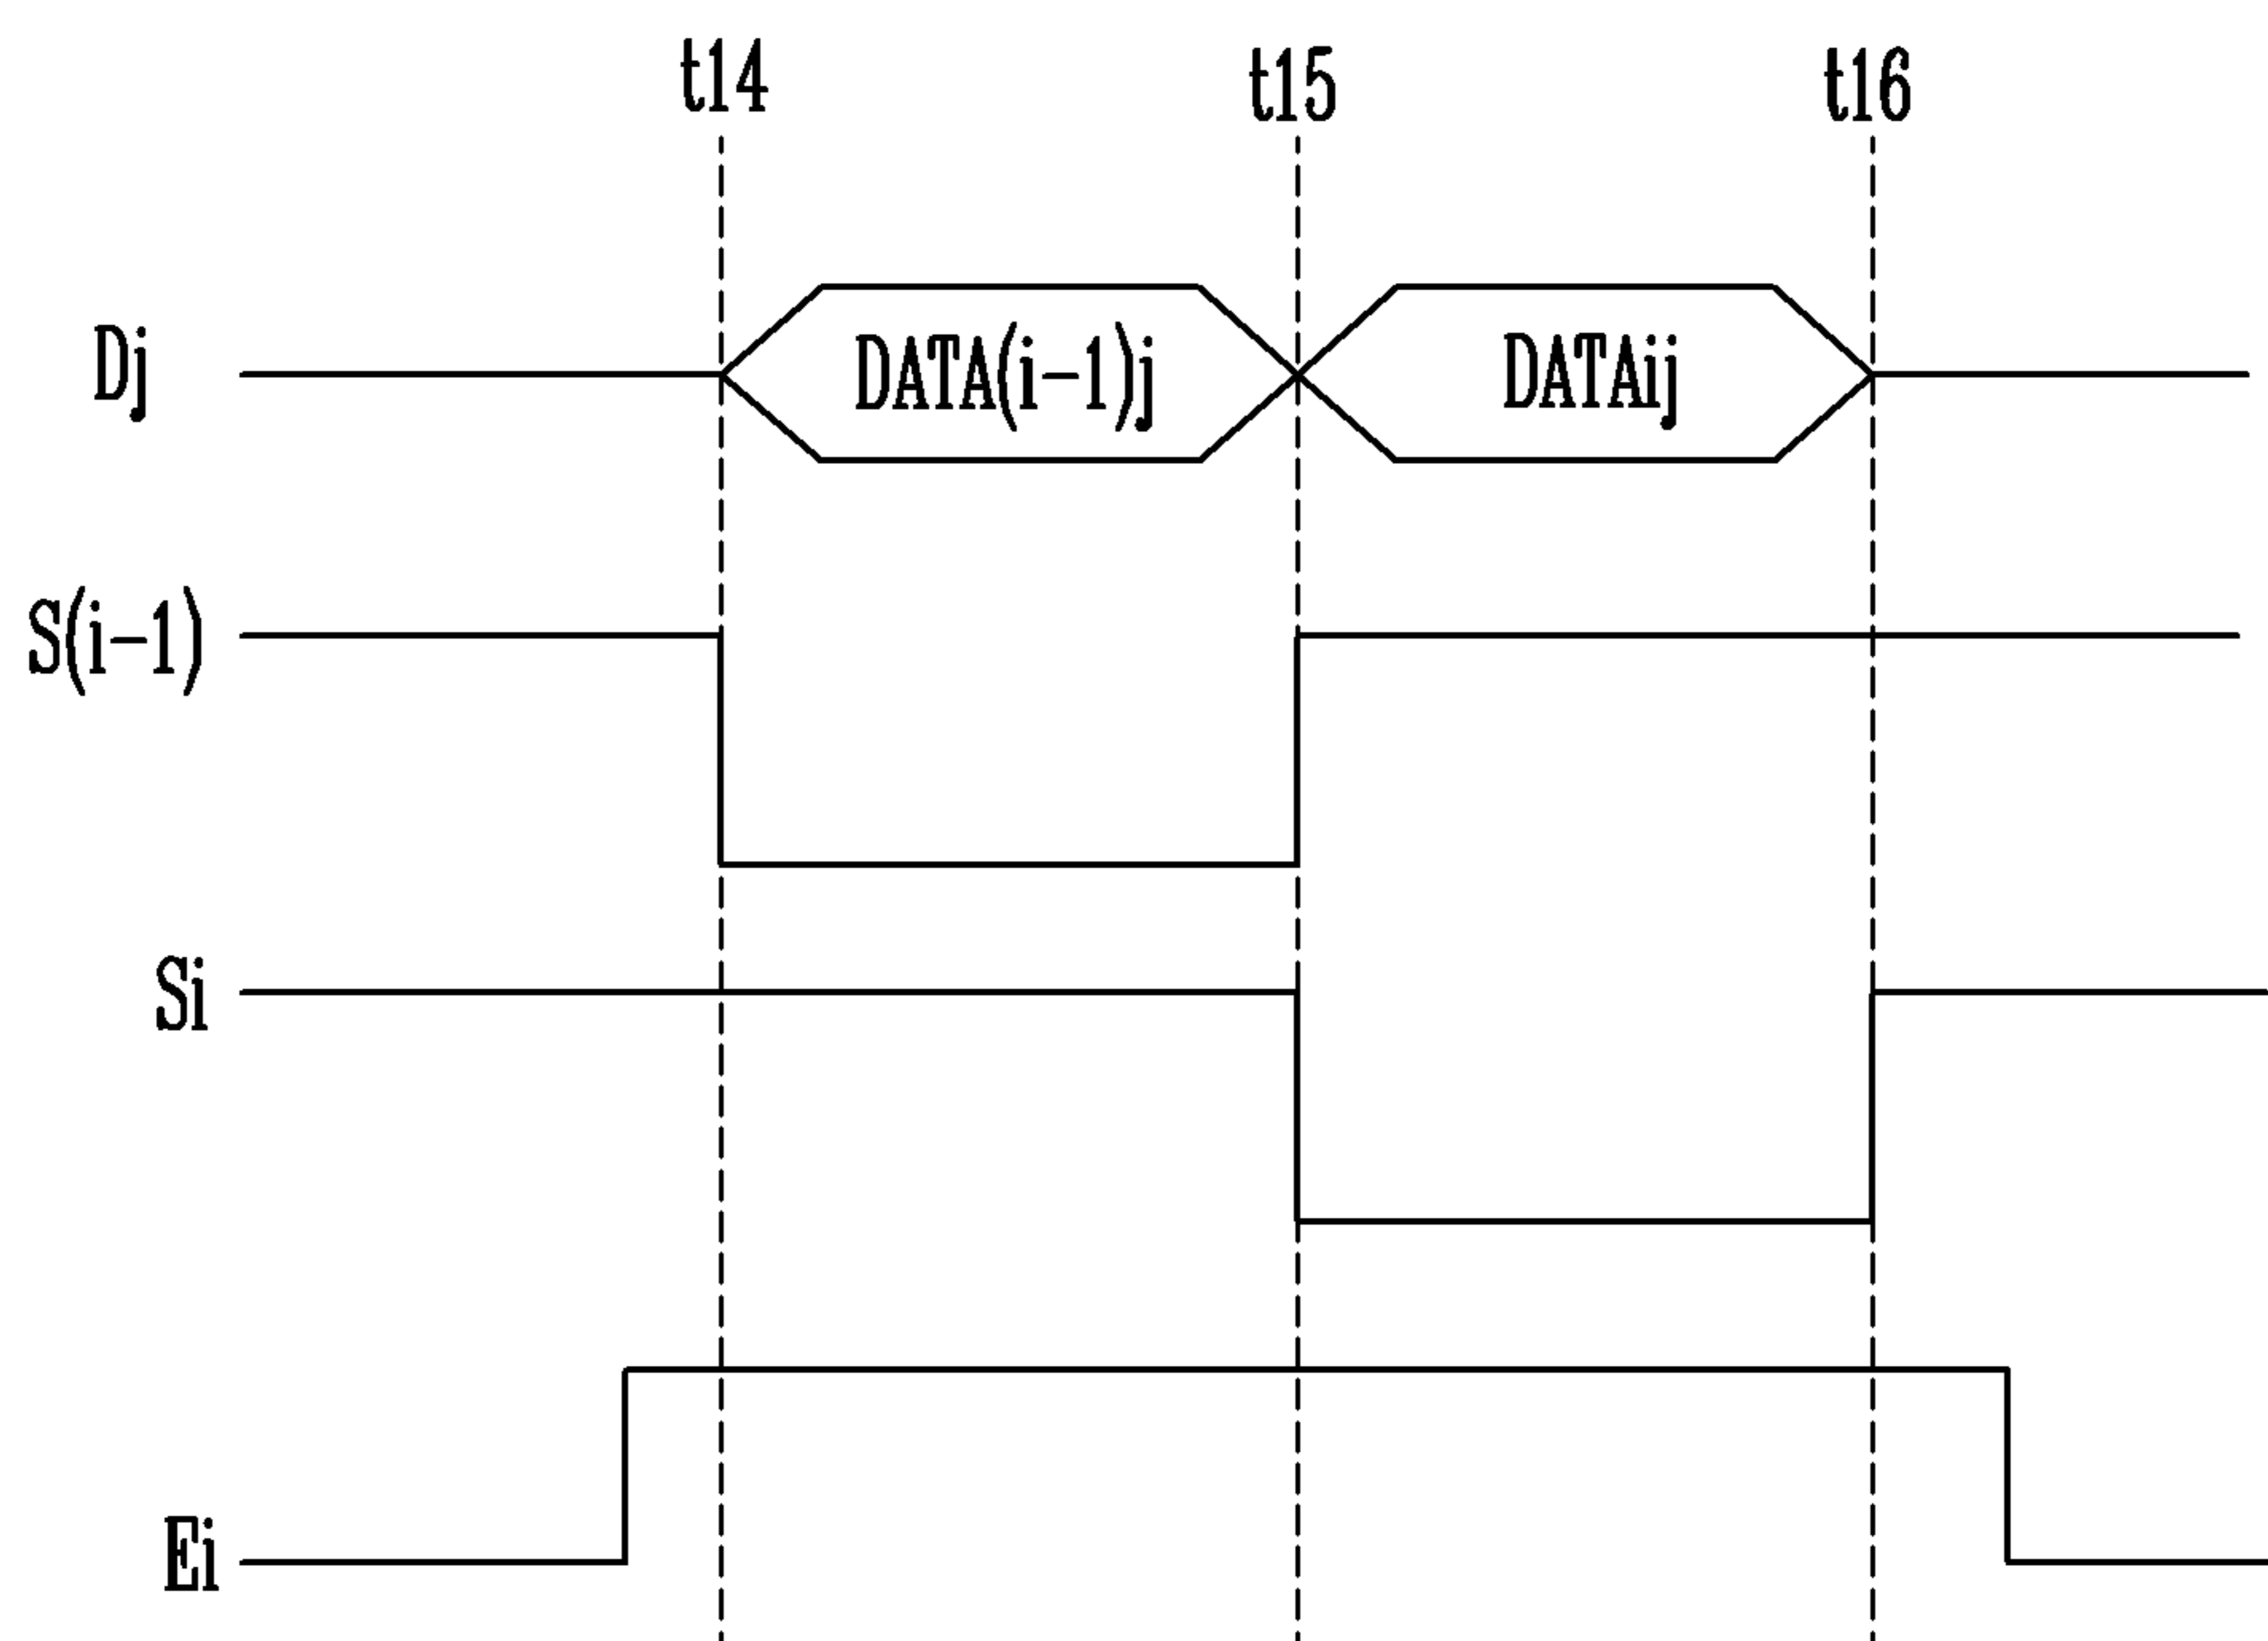 t14 t15 t16
Dj DATA(i-1)j DATAij
S(i-1)
Si
Ei